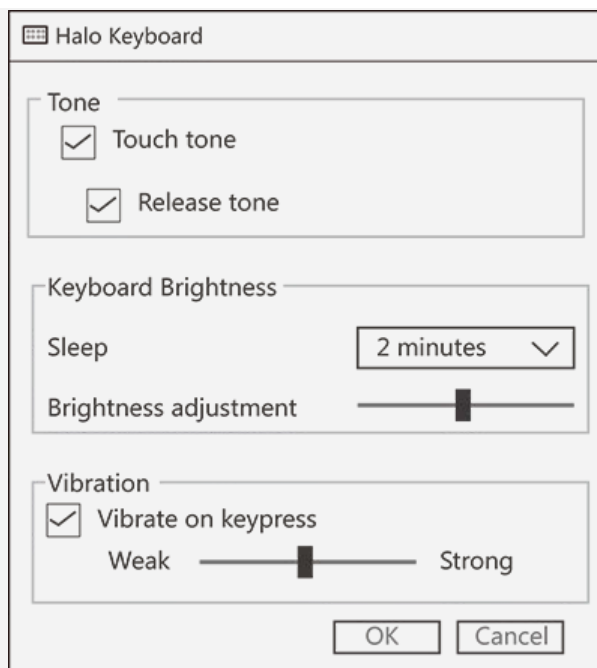 Halo Keyboard
Tone
Touch tone
Release tone
Keyboard Brightness
Sleep 2 minutes
Brightness adjustment
Vibration
Vibrate on keypress
Weak Strong
OK Cancel